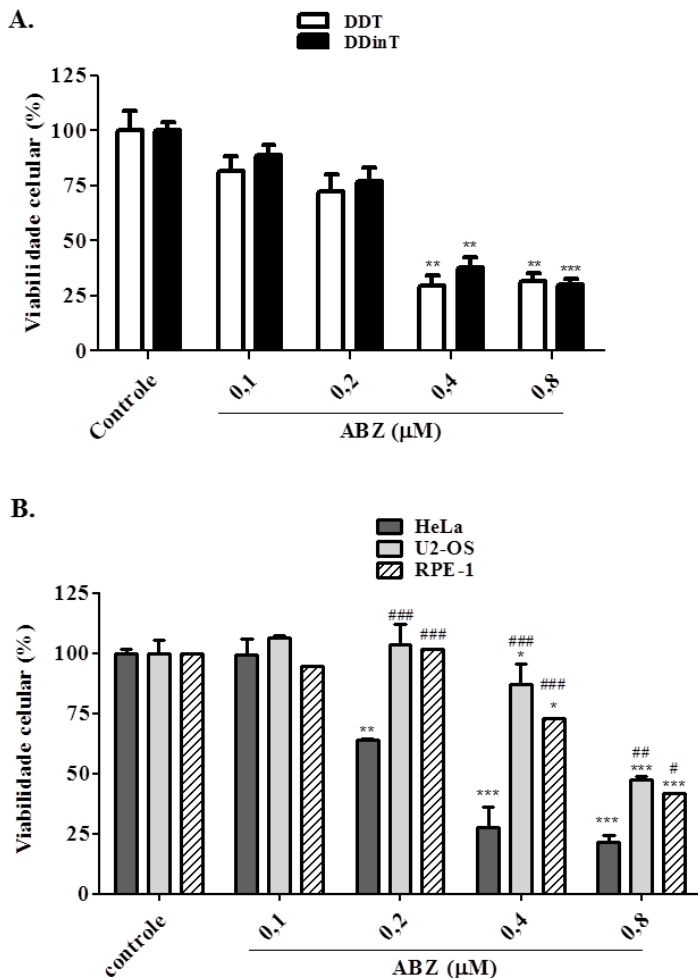 A.
DDT
DDinT
Viabilidade celular (%)
125
100
75
50
25
0
** ** ** ***
Controle 0,1 0,2 0,4 0,8
ABZ (μM)
B.
HeLa
U2-OS
RPE-1
Viabilidade celular (%)
125
100
75
50
25
0
### ### ### ###
** * *
## #
*** *** *** ***
controle 0,1 0,2 0,4 0,8
ABZ (μM)